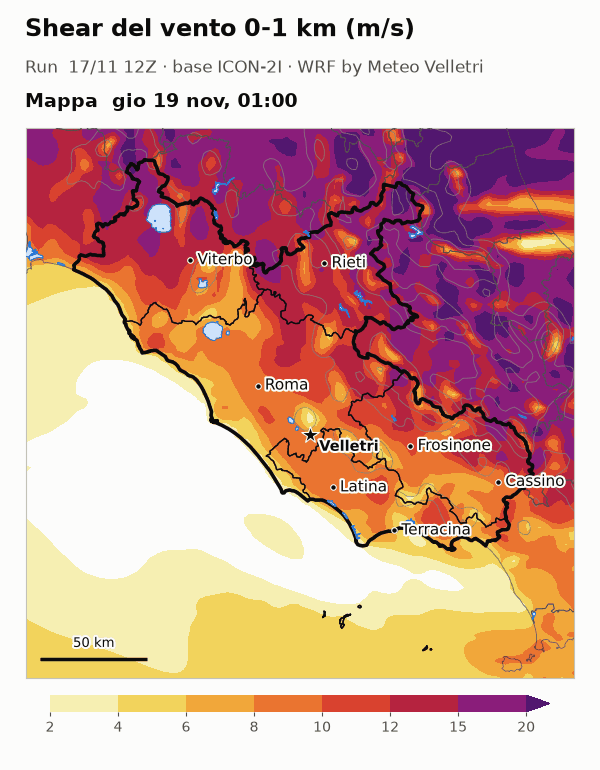 Shear del vento 0-1 km (m/s)
Run  17/11 12Z · base ICON-2I · WRF by Meteo Velletri
Mappa  gio 19 nov, 01:00
Viterbo
Rieti
Roma
Velletri
Frosinone
Latina
Cassino
Terracina
50 km
2 4 6 8 10 12 15 20